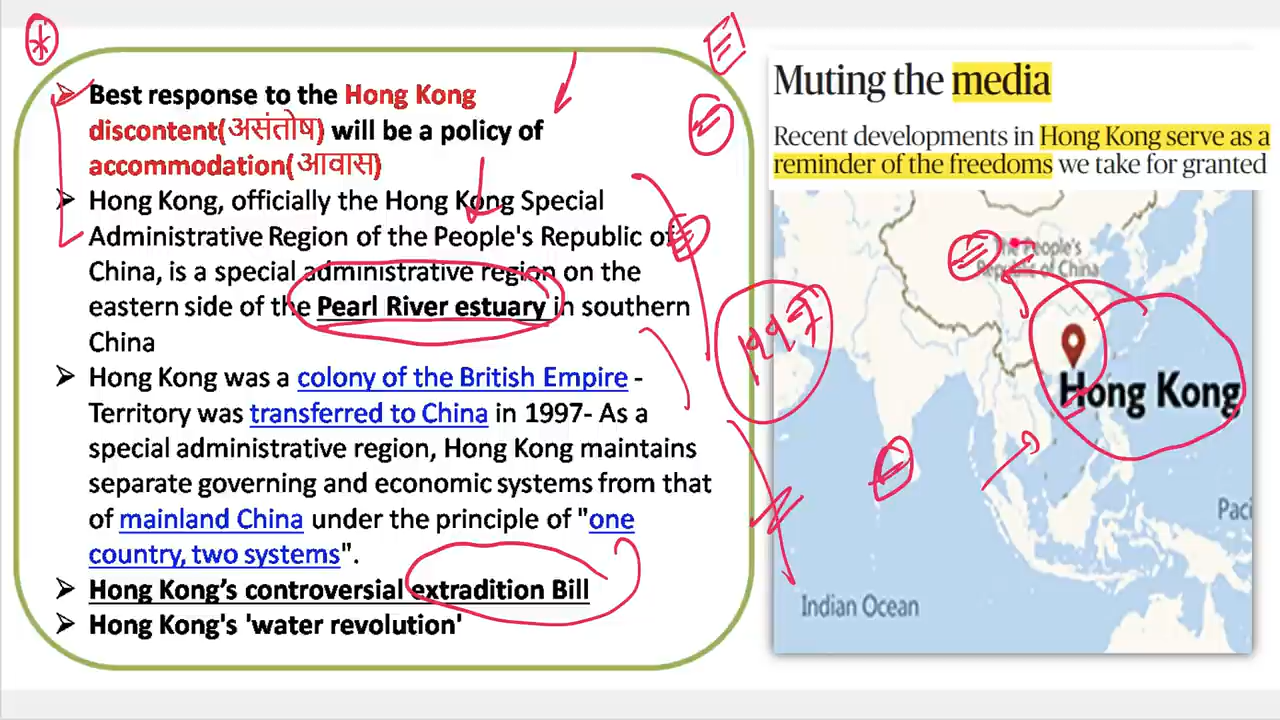 Best response to the Hong Kong
discontent(असंतोष) will be a policy of
accommodation(आवास)
Hong Kong, officially the Hong Kong Special
Administrative Region of the People's Republic of
China, is a special administrative region on the
eastern side of the Pearl River estuary in southern
China
Hong Kong was a colony of the British Empire -
Territory was transferred to China in 1997- As a
special administrative region, Hong Kong maintains
separate governing and economic systems from that
of mainland China under the principle of "one
country, two systems".
Hong Kong's controversial extradition Bill
Hong Kong's 'water revolution'
Muting the media
Recent developments in Hong Kong serve as a
reminder of the freedoms we take for granted
The People's
Republic of China
1997
Hong Kong
Paci
Indian Ocean